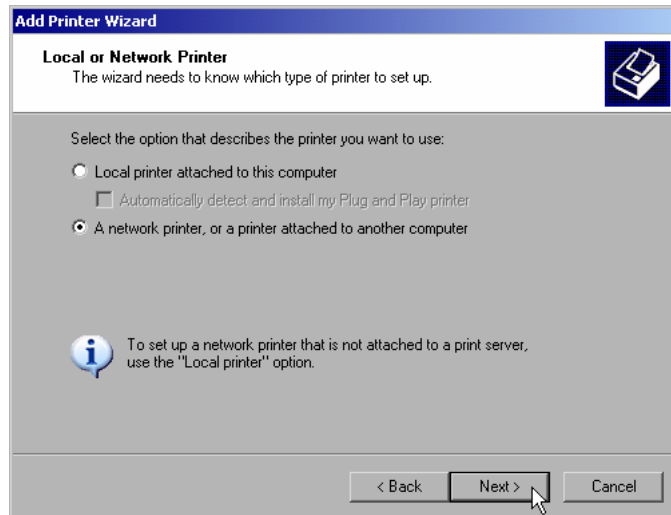 Add Printer Wizard
Local or Network Printer
The wizard needs to know which type of printer to set up.
Select the option that describes the printer you want to use:
Local printer attached to this computer
Automatically detect and install my Plug and Play printer
A network printer, or a printer attached to another computer
To set up a network printer that is not attached to a print server,
use the "Local printer" option.
< Back
Next >
Cancel